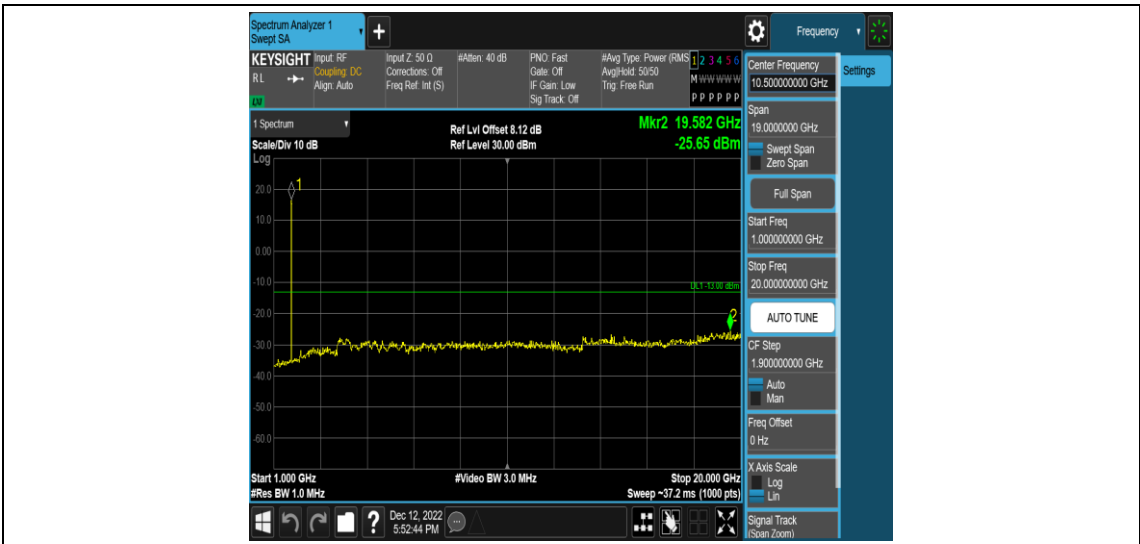 Spectrum Analyzer 1
Swept SA
+
Frequency
KEYSIGHT
RL
LXI
Input: RF
Coupling: DC
Align: Auto
Input Z: 50 Ω
Corrections: Off
Freq Ref: Int (S)
#Atten: 40 dB
PNO: Fast
Gate: Off
IF Gain: Low
Sig Track: Off
#Avg Type: Power (RMS
Avg|Hold: 50/50
Trig: Free Run
1 2 3 4 5 6
M W W W W W
P P P P P P
1 Spectrum
Scale/Div 10 dB
Log
Ref Lvl Offset 8.12 dB
Ref Level 30.00 dBm
Mkr2 19.582 GHz
-25.65 dBm
1
20.0
10.0
0.00
-10.0
DL1 -13.00 dBm
-20.0
2
-30.0
-40.0
-50.0
-60.0
Start 1.000 GHz
#Res BW 1.0 MHz
#Video BW 3.0 MHz
Stop 20.000 GHz
Sweep ~37.2 ms (1000 pts)
?
Dec 12, 2022
5:52:44 PM
Center Frequency
10.500000000 GHz
Settings
Span
19.0000000 GHz
Swept Span
Zero Span
Full Span
Start Freq
1.000000000 GHz
Stop Freq
20.000000000 GHz
AUTO TUNE
CF Step
1.900000000 GHz
Auto
Man
Freq Offset
0 Hz
X Axis Scale
Log
Lin
Signal Track
(Span Zoom)